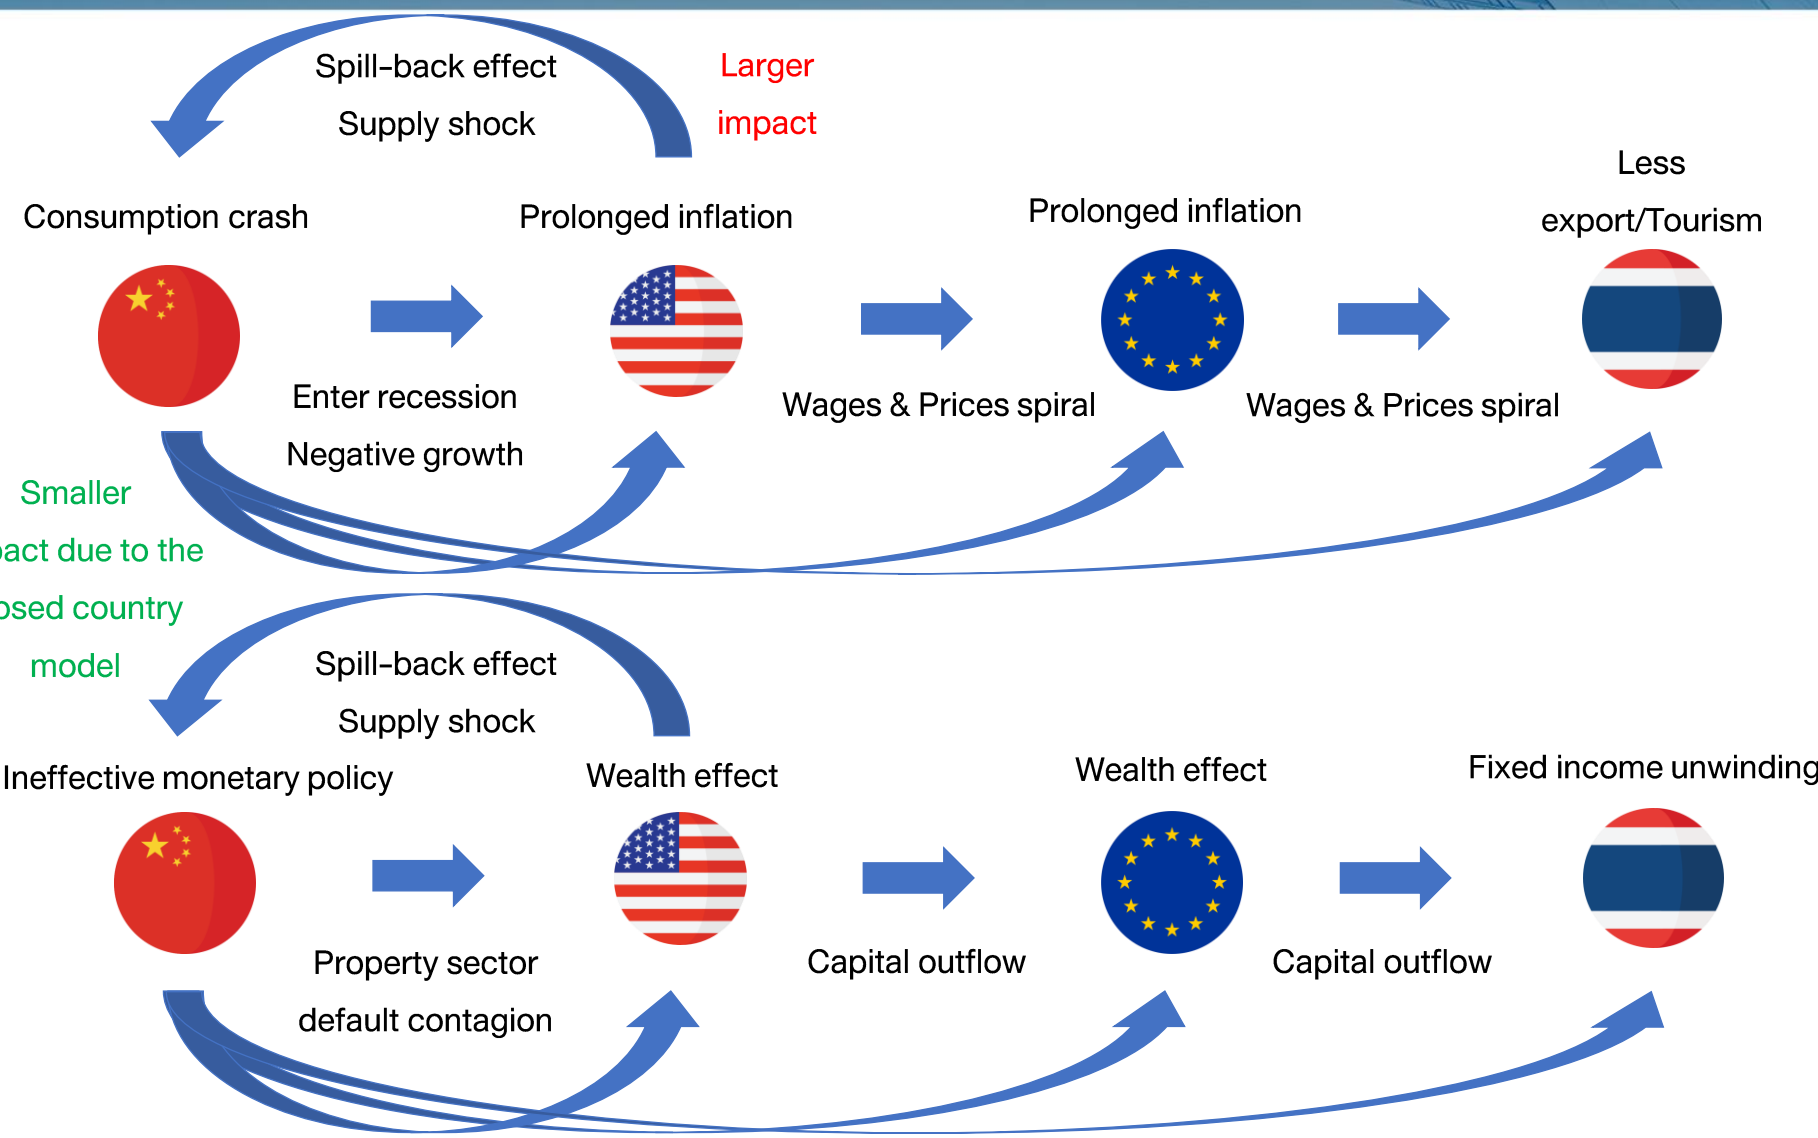 Spill-back effect
Supply shock
Larger
impact
Less
export/Tourism
Consumption crash
Prolonged inflation
Prolonged inflation
Enter recession
Negative growth
Wages & Prices spiral
Wages & Prices spiral
Smaller
due to the
country
model
Spill-back effect
Supply shock
Ineffective monetary policy
Wealth effect
Wealth effect
Fixed income unwinding
Property sector
default contagion
Capital outflow
Capital outflow